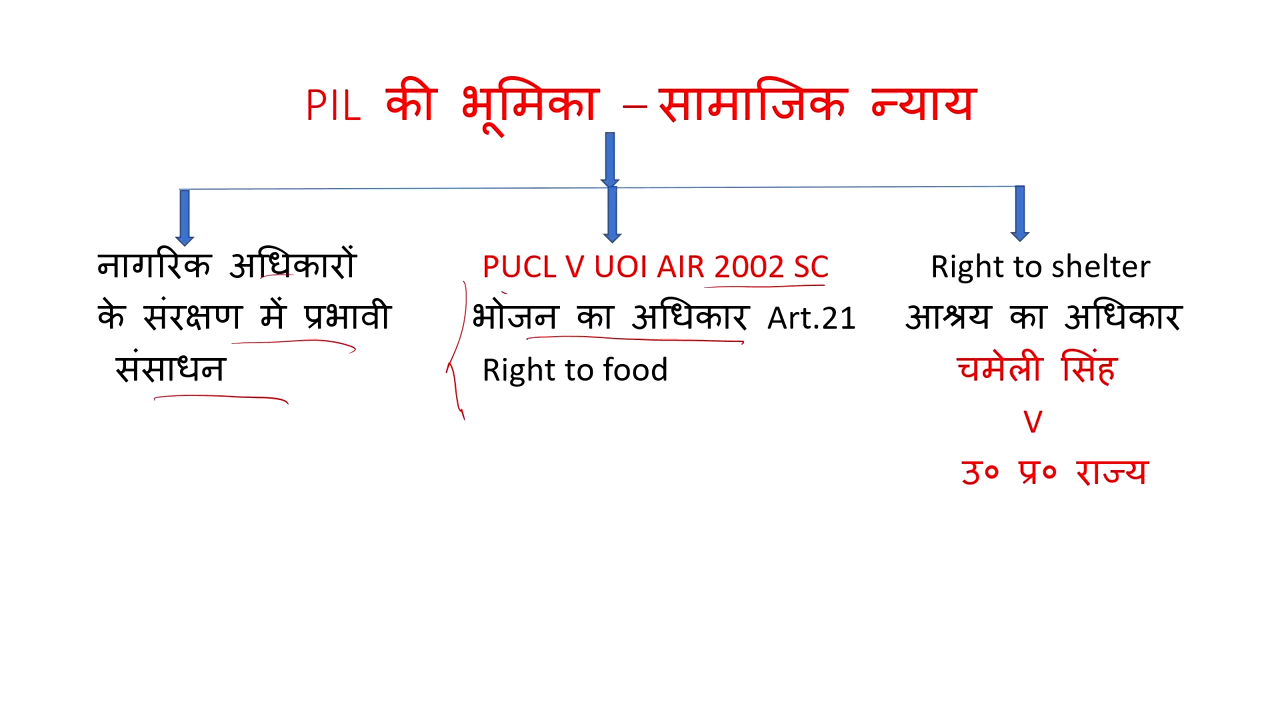 PIL की भूमिका – सामाजिक न्याय
नागरिक अधिकारों
के संरक्षण में प्रभावी
संसाधन
PUCL V UOI AIR 2002 SC
भोजन का अधिकार Art.21
Right to food
Right to shelter
आश्रय का अधिकार
चमेली सिंह
V
उ० प्र० राज्य